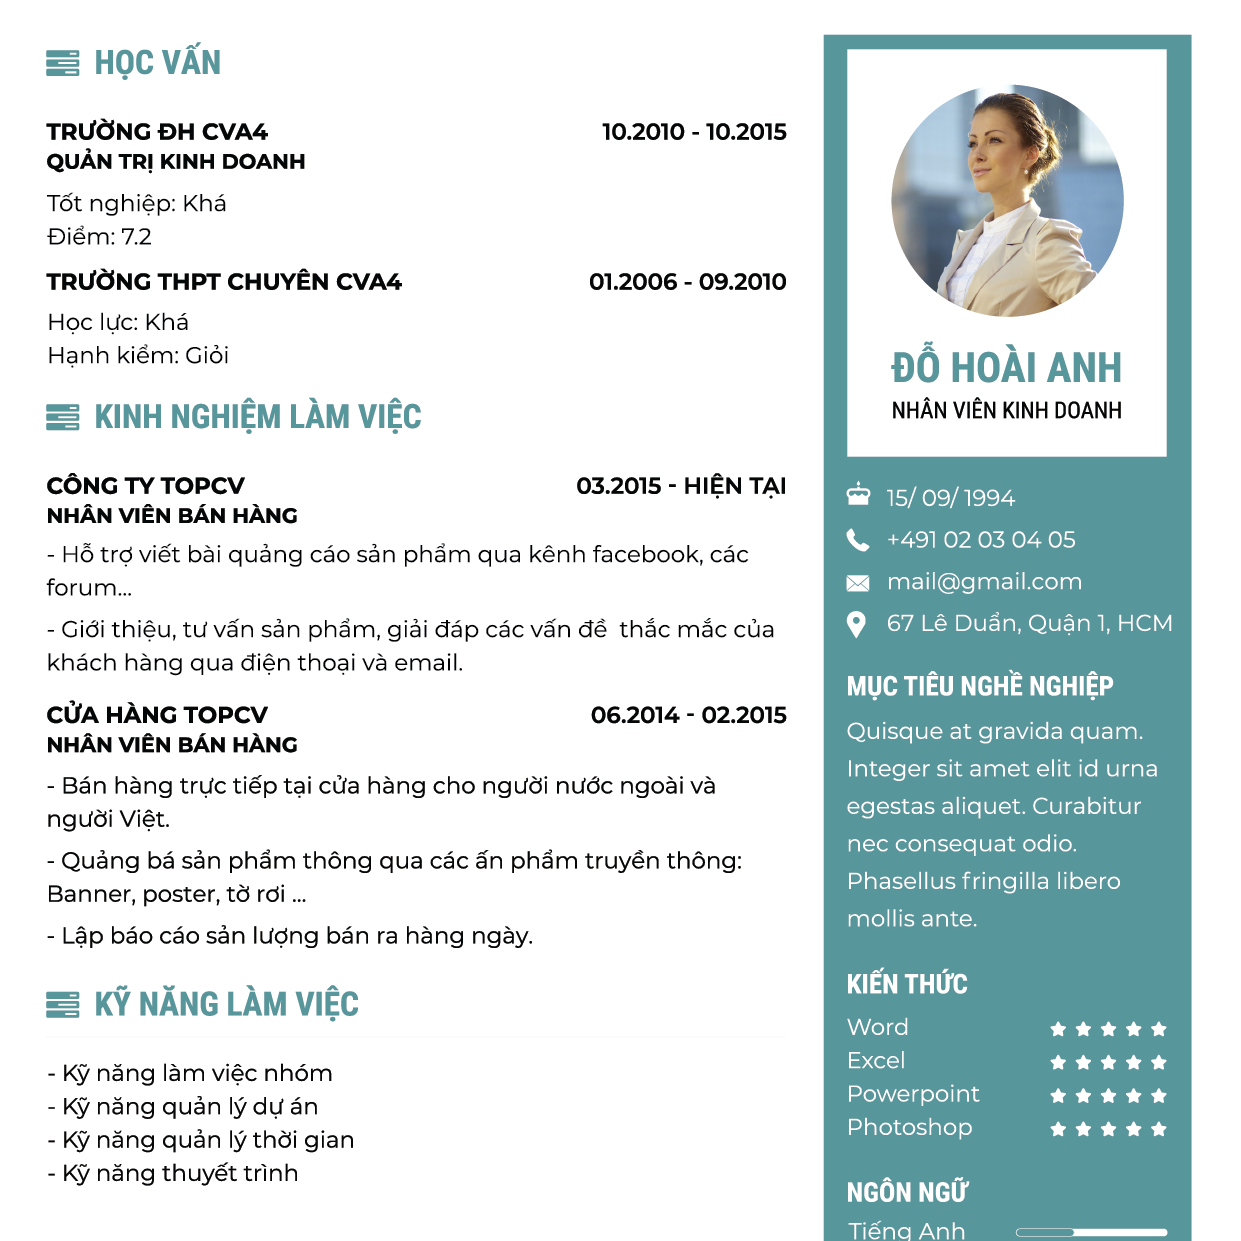 HỌC VẤN
TRƯỜNG ĐH CVA4 10.2010 - 10.2015
QUẢN TRỊ KINH DOANH
Tốt nghiệp: Khá
Điểm: 7.2
TRƯỜNG THPT CHUYÊN CVA4 01.2006 - 09.2010
Học lực: Khá
Hạnh kiểm: Giỏi
KINH NGHIỆM LÀM VIỆC
CÔNG TY TOPCV 03.2015 - HIỆN TẠI
NHÂN VIÊN BÁN HÀNG
- Hỗ trợ viết bài quảng cáo sản phẩm qua kênh facebook, các
forum...
- Giới thiệu, tư vấn sản phẩm, giải đáp các vấn đề thắc mắc của
khách hàng qua điện thoại và email.
CỬA HÀNG TOPCV 06.2014 - 02.2015
NHÂN VIÊN BÁN HÀNG
- Bán hàng trực tiếp tại cửa hàng cho người nước ngoài và
người Việt.
- Quảng bá sản phẩm thông qua các ấn phẩm truyền thông:
Banner, poster, tờ rơi ...
- Lập báo cáo sản lượng bán ra hàng ngày.
KỸ NĂNG LÀM VIỆC
- Kỹ năng làm việc nhóm
- Kỹ năng quản lý dự án
- Kỹ năng quản lý thời gian
- Kỹ năng thuyết trình
ĐỖ HOÀI ANH
NHÂN VIÊN KINH DOANH
15/ 09/ 1994
+491 02 03 04 05
mail@gmail.com
67 Lê Duẩn, Quận 1, HCM
MỤC TIÊU NGHỀ NGHIỆP
Quisque at gravida quam.
Integer sit amet elit id urna
egestas aliquet. Curabitur
nec consequat odio.
Phasellus fringilla libero
mollis ante.
KIẾN THỨC
Word
Excel
Powerpoint
Photoshop
NGÔN NGỮ
Tiếng Anh